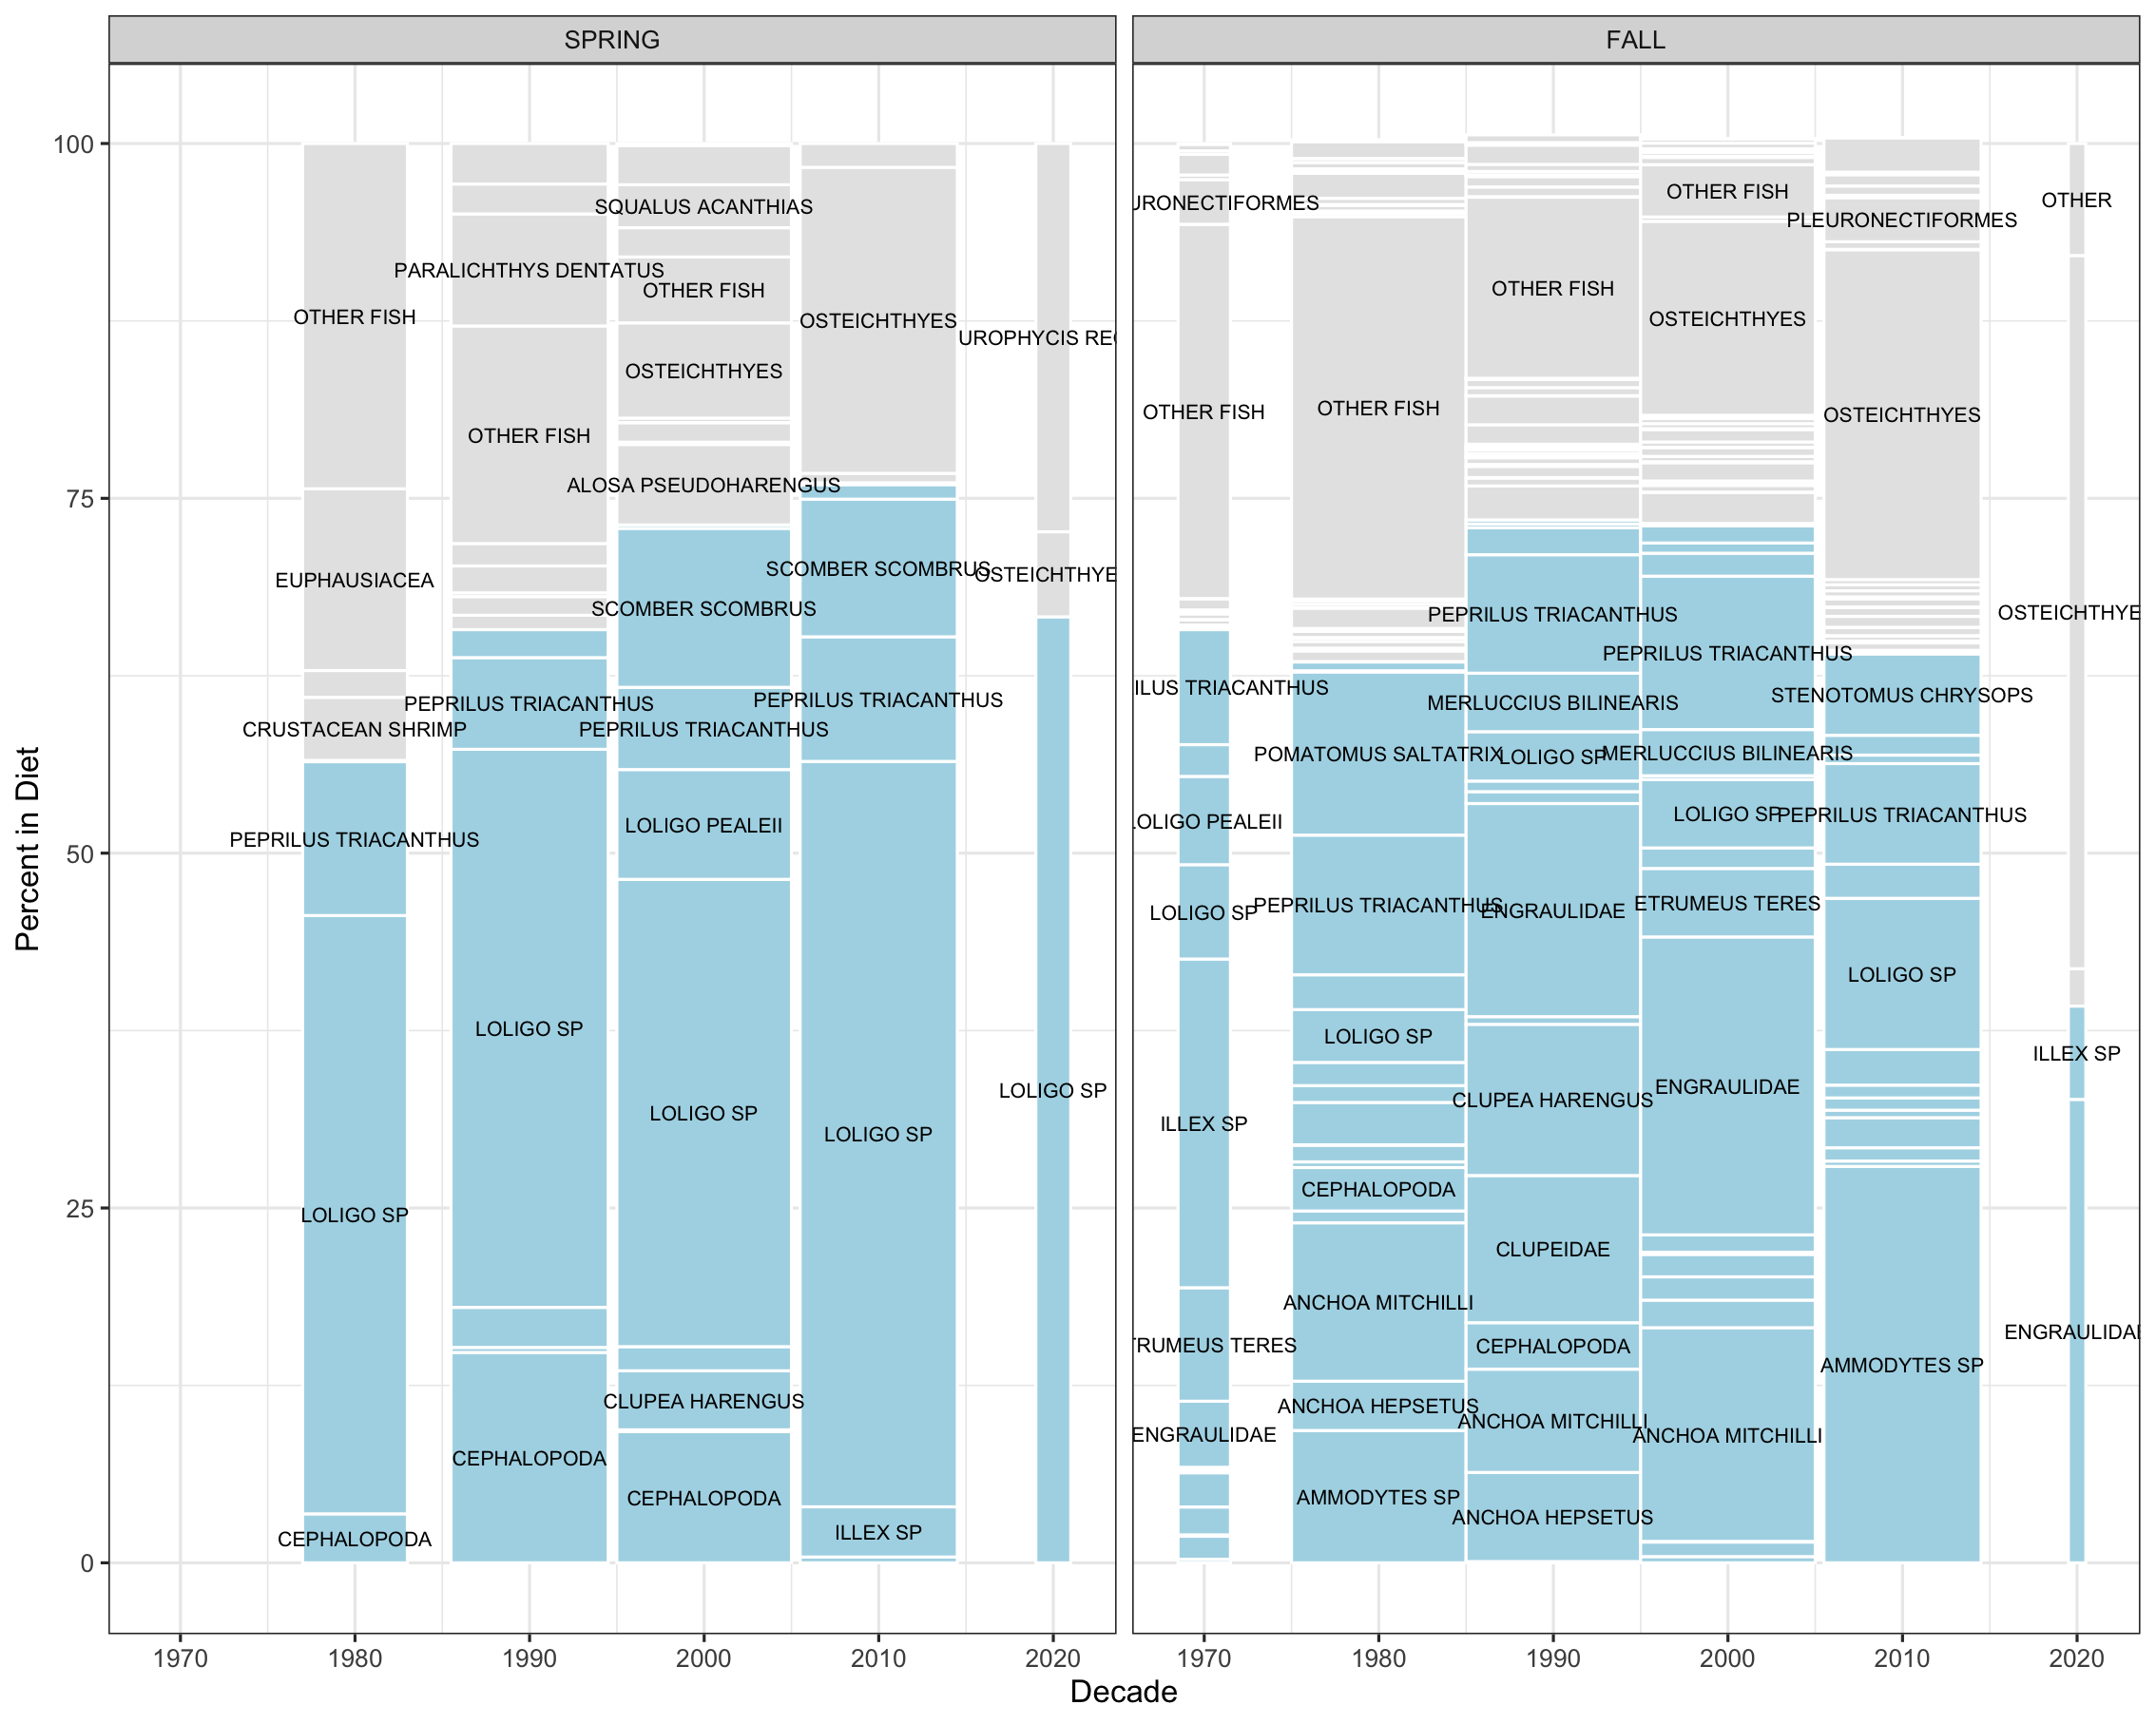 SPRING
FALL
Percent in Diet
100
75
50
25
0
OTHER FISH
EUPHAUSIACEA
CRUSTACEAN SHRIMP
PEPRILUS TRIACANTHUS
LOLIGO SP
CEPHALOPODA
PARALICHTHYS DENTATUS
OTHER FISH
PEPRILUS TRIACANTHUS
LOLIGO SP
CEPHALOPODA
SQUALUS ACANTHIAS
OTHER FISH
OSTEICHTHYES
ALOSA PSEUDOHARENGUS
SCOMBER SCOMBRUS
PEPRILUS TRIACANTHUS
LOLIGO PEALEII
LOLIGO SP
CLUPEA HARENGUS
CEPHALOPODA
OSTEICHTHYES
SCOMBER SCOMBRUS
PEPRILUS TRIACANTHUS
LOLIGO SP
ILLEX SP
UROPHYCIS REG
OSTEICHTHYE
LOLIGO SP
URONECTIFORMES
OTHER FISH
ILUS TRIACANTHUS
LOLIGO PEALEII
LOLIGO SP
ILLEX SP
TRUMEUS TERES
ENGRAULIDAE
OTHER FISH
POMATOMUS SALTATRIX
PEPRILUS TRIACANTHUS
LOLIGO SP
CEPHALOPODA
ANCHOA MITCHILLI
ANCHOA HEPSETUS
AMMODYTES SP
OTHER FISH
PEPRILUS TRIACANTHUS
MERLUCCIUS BILINEARIS
LOLIGO SP
ENGRAULIDAE
CLUPEA HARENGUS
CLUPEIDAE
CEPHALOPODA
ANCHOA MITCHILLI
ANCHOA HEPSETUS
OTHER FISH
OSTEICHTHYES
PEPRILUS TRIACANTHUS
MERLUCCIUS BILINEARIS
LOLIGO SP
ETRUMEUS TERES
ENGRAULIDAE
ANCHOA MITCHILLI
PLEURONECTIFORMES
OSTEICHTHYES
STENOTOMUS CHRYSOPS
PEPRILUS TRIACANTHUS
LOLIGO SP
AMMODYTES SP
OTHER
OSTEICHTHYE
ILLEX SP
ENGRAULIDAE
1970 1980 1990 2000 2010 2020
1970 1980 1990 2000 2010 2020
Decade